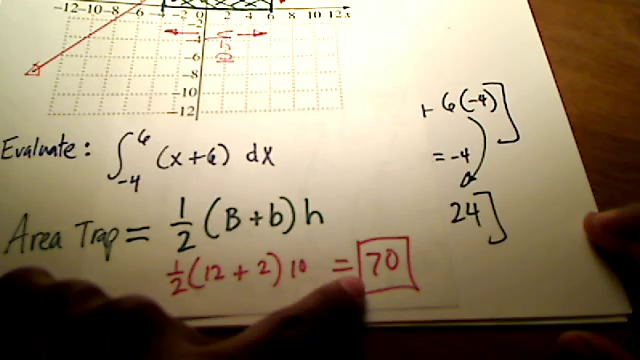 -12 -10 -8 -6 -4 -2 0 2 4 6 8 10 12 x
-2
-4
-6
-8
-10
-12
+ 6(-4)]
Evaluate: ∫₋₄⁶ (x+6) dx
= -4
24]
Area Trap = 1/2 (B+b)h
1/2(12+2)10 = 70